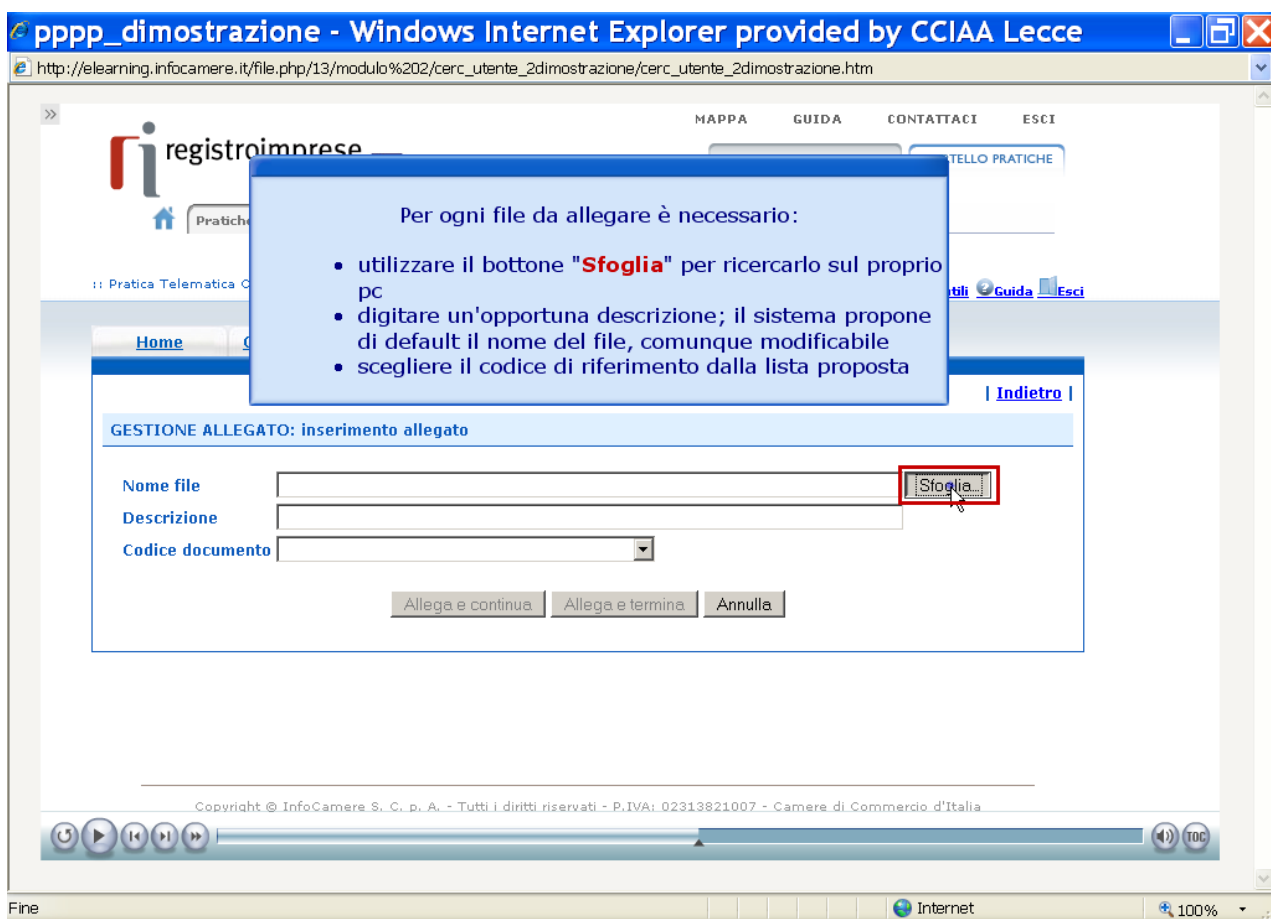 pppp_dimostrazione - Windows Internet Explorer provided by CCIAA Lecce
http://elearning.infocamere.it/file.php/13/modulo%202/cerc_utente_2dimostrazione/cerc_utente_2dimostrazione.htm
MAPPA GUIDA CONTATTACI ESCI
registroimprese
TELLO PRATICHE
Pratiche
Per ogni file da allegare è necessario:
• utilizzare il bottone "Sfoglia" per ricercarlo sul proprio
pc
• digitare un'opportuna descrizione; il sistema propone
di default il nome del file, comunque modificabile
• scegliere il codice di riferimento dalla lista proposta
:: Pratica Telematica
tili Guida Esci
Home
| Indietro |
GESTIONE ALLEGATO: inserimento allegato
Nome file
Sfoglia...
Descrizione
Codice documento
Allega e continua Allega e termina Annulla
Copyright © InfoCamere S. C. p. A. - Tutti i diritti riservati - P.IVA: 02313821007 - Camere di Commercio d'Italia
TOC
Fine Internet 100%